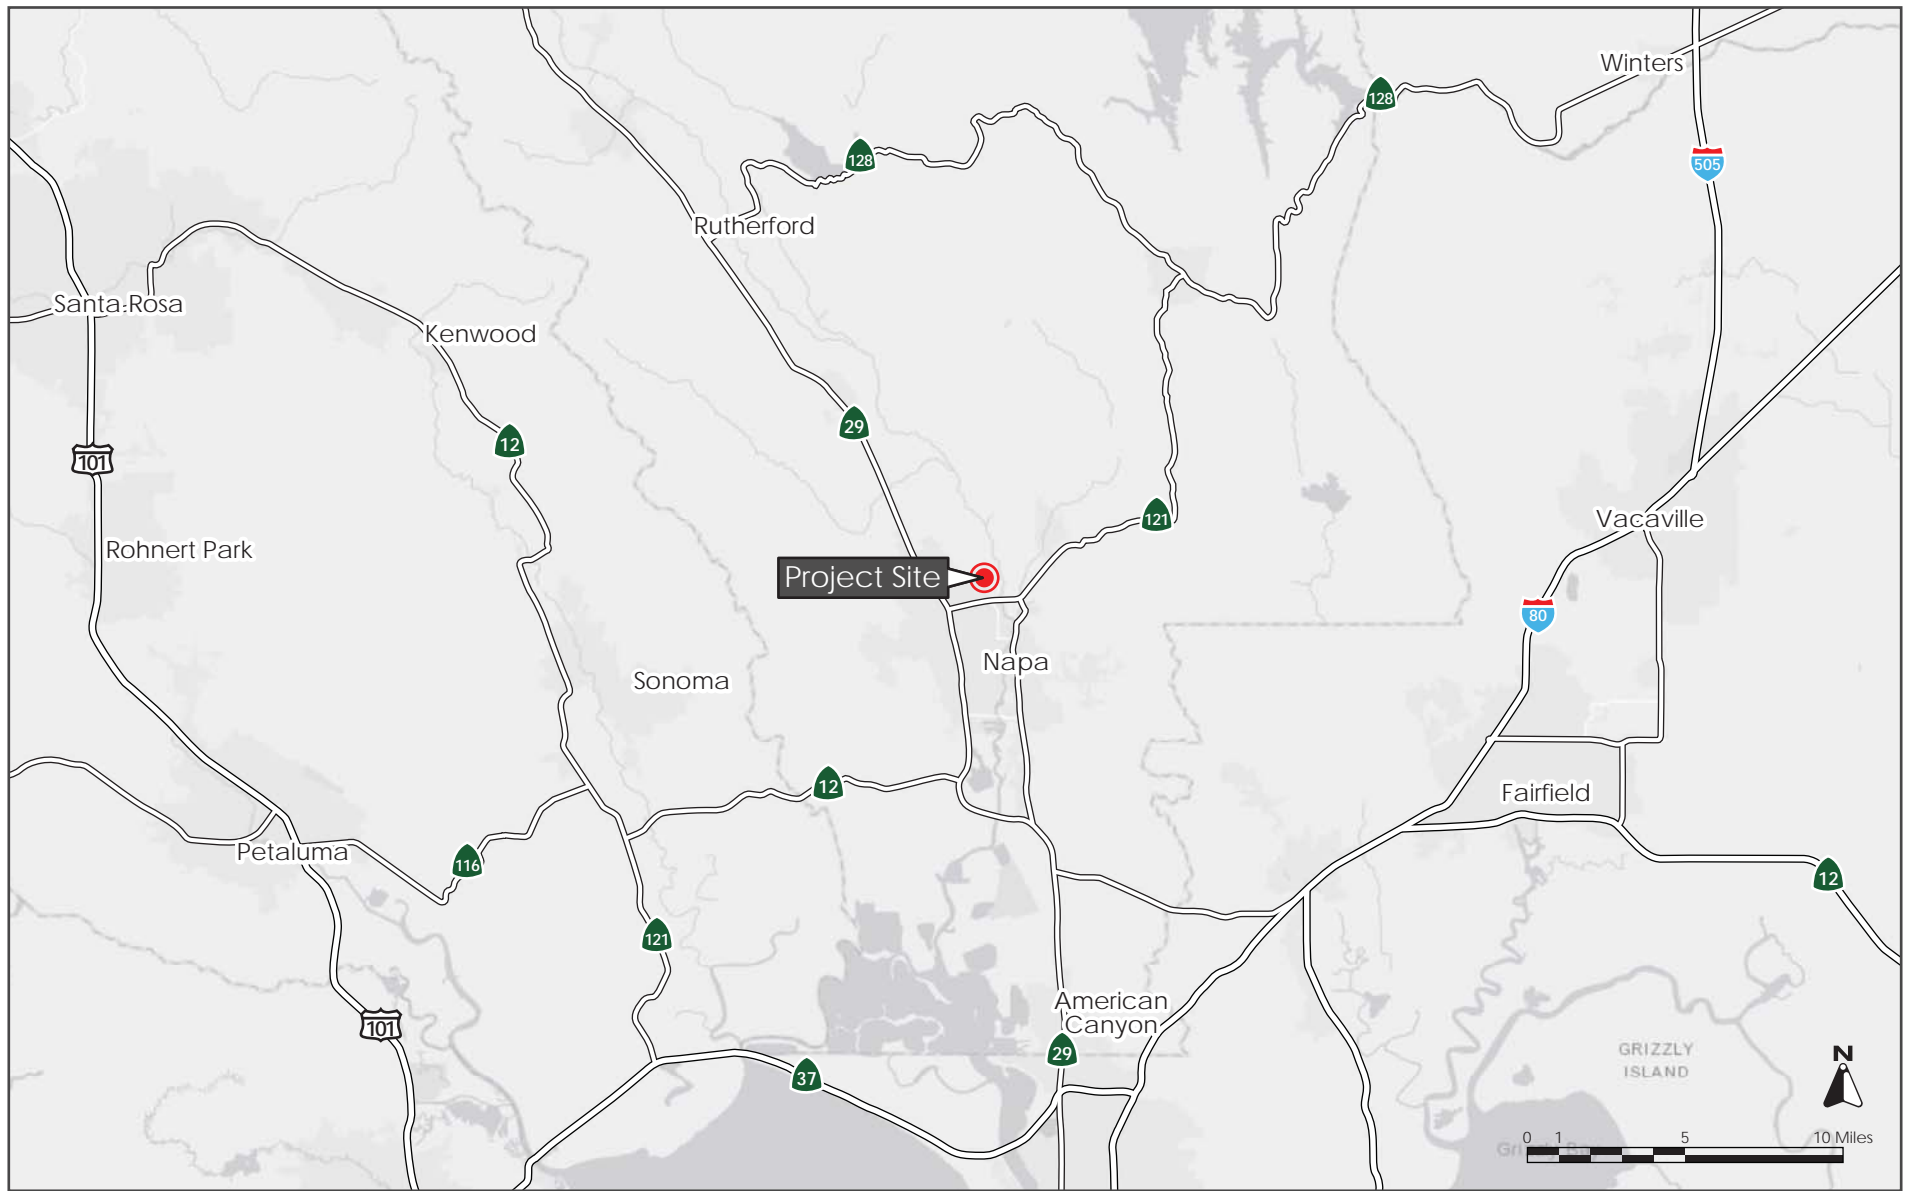 Winters
128
128
505
Rutherford
Santa Rosa
Kenwood
29
12
101
121
Vacaville
Rohnert Park
Project Site
80
Napa
Sonoma
12
Fairfield
Petaluma
116
12
121
American
Canyon
101
29
37
GRIZZLY
ISLAND
N
0 1 5 10 Miles